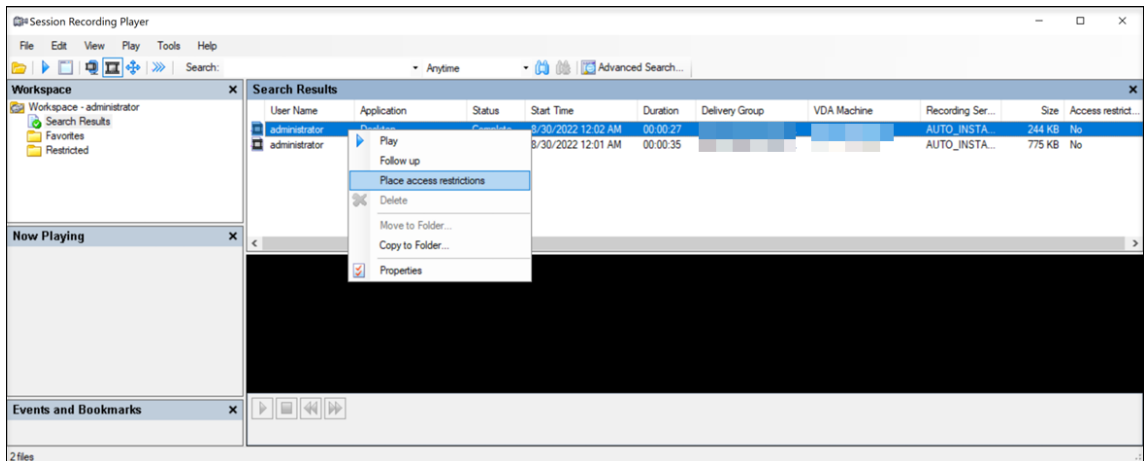 Session Recording Player
File Edit View Play Tools Help
Search: Anytime Advanced Search...
Workspace
Workspace - administrator
Search Results
Favorites
Restricted
Search Results
User Name Application Status Start Time Duration Delivery Group VDA Machine Recording Ser... Size Access restrict...
administrator Desktop Complete 8/30/2022 12:02 AM 00:00:27 AUTO_INSTA... 244 KB No
administrator 8/30/2022 12:01 AM 00:00:35 AUTO_INSTA... 775 KB No
Play
Follow up
Place access restrictions
Delete
Move to Folder...
Copy to Folder...
Properties
Now Playing
Events and Bookmarks
2 files